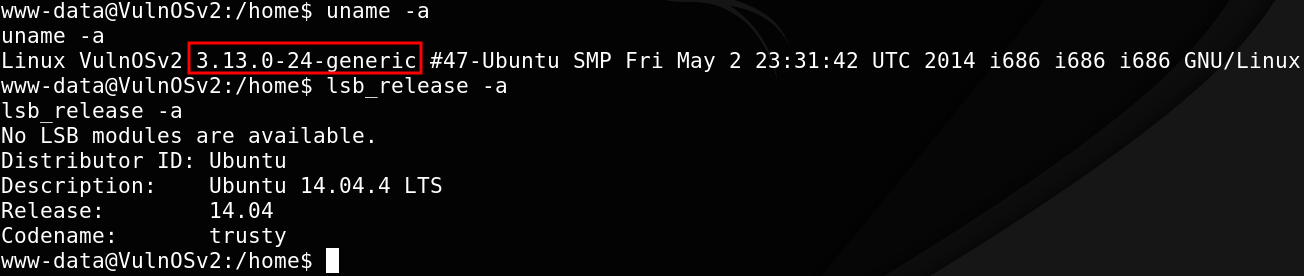 www-data@VulnOSv2:/home$ uname -a
uname -a
Linux VulnOSv2 3.13.0-24-generic #47-Ubuntu SMP Fri May 2 23:31:42 UTC 2014 i686 i686 i686 GNU/Linux
www-data@VulnOSv2:/home$ lsb_release -a
lsb_release -a
No LSB modules are available.
Distributor ID: Ubuntu
Description:    Ubuntu 14.04.4 LTS
Release:        14.04
Codename:       trusty
www-data@VulnOSv2:/home$